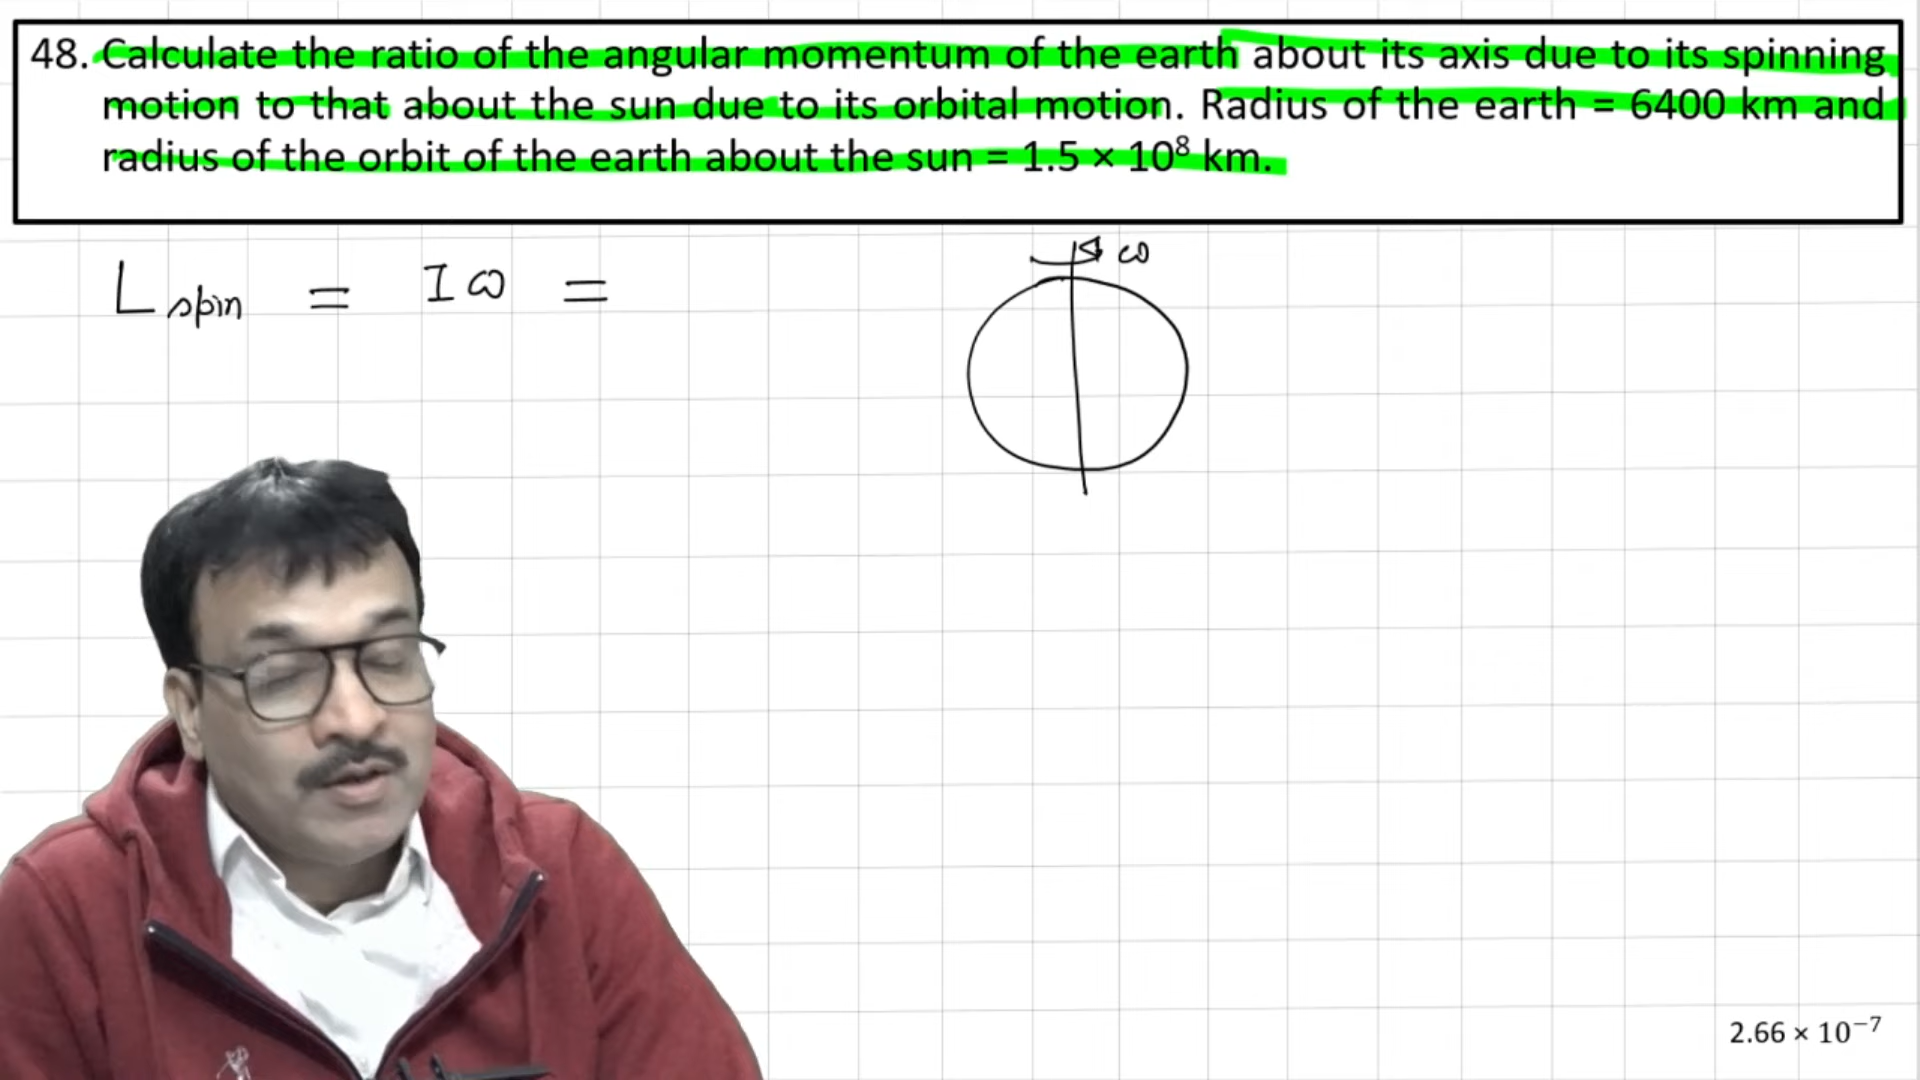 48. Calculate the ratio of the angular momentum of the earth about its axis due to its spinning
motion to that about the sun due to its orbital motion. Radius of the earth = 6400 km and
radius of the orbit of the earth about the sun = 1.5 × 10⁸ km.
ω
L spin = I ω =
2.66 × 10⁻⁷